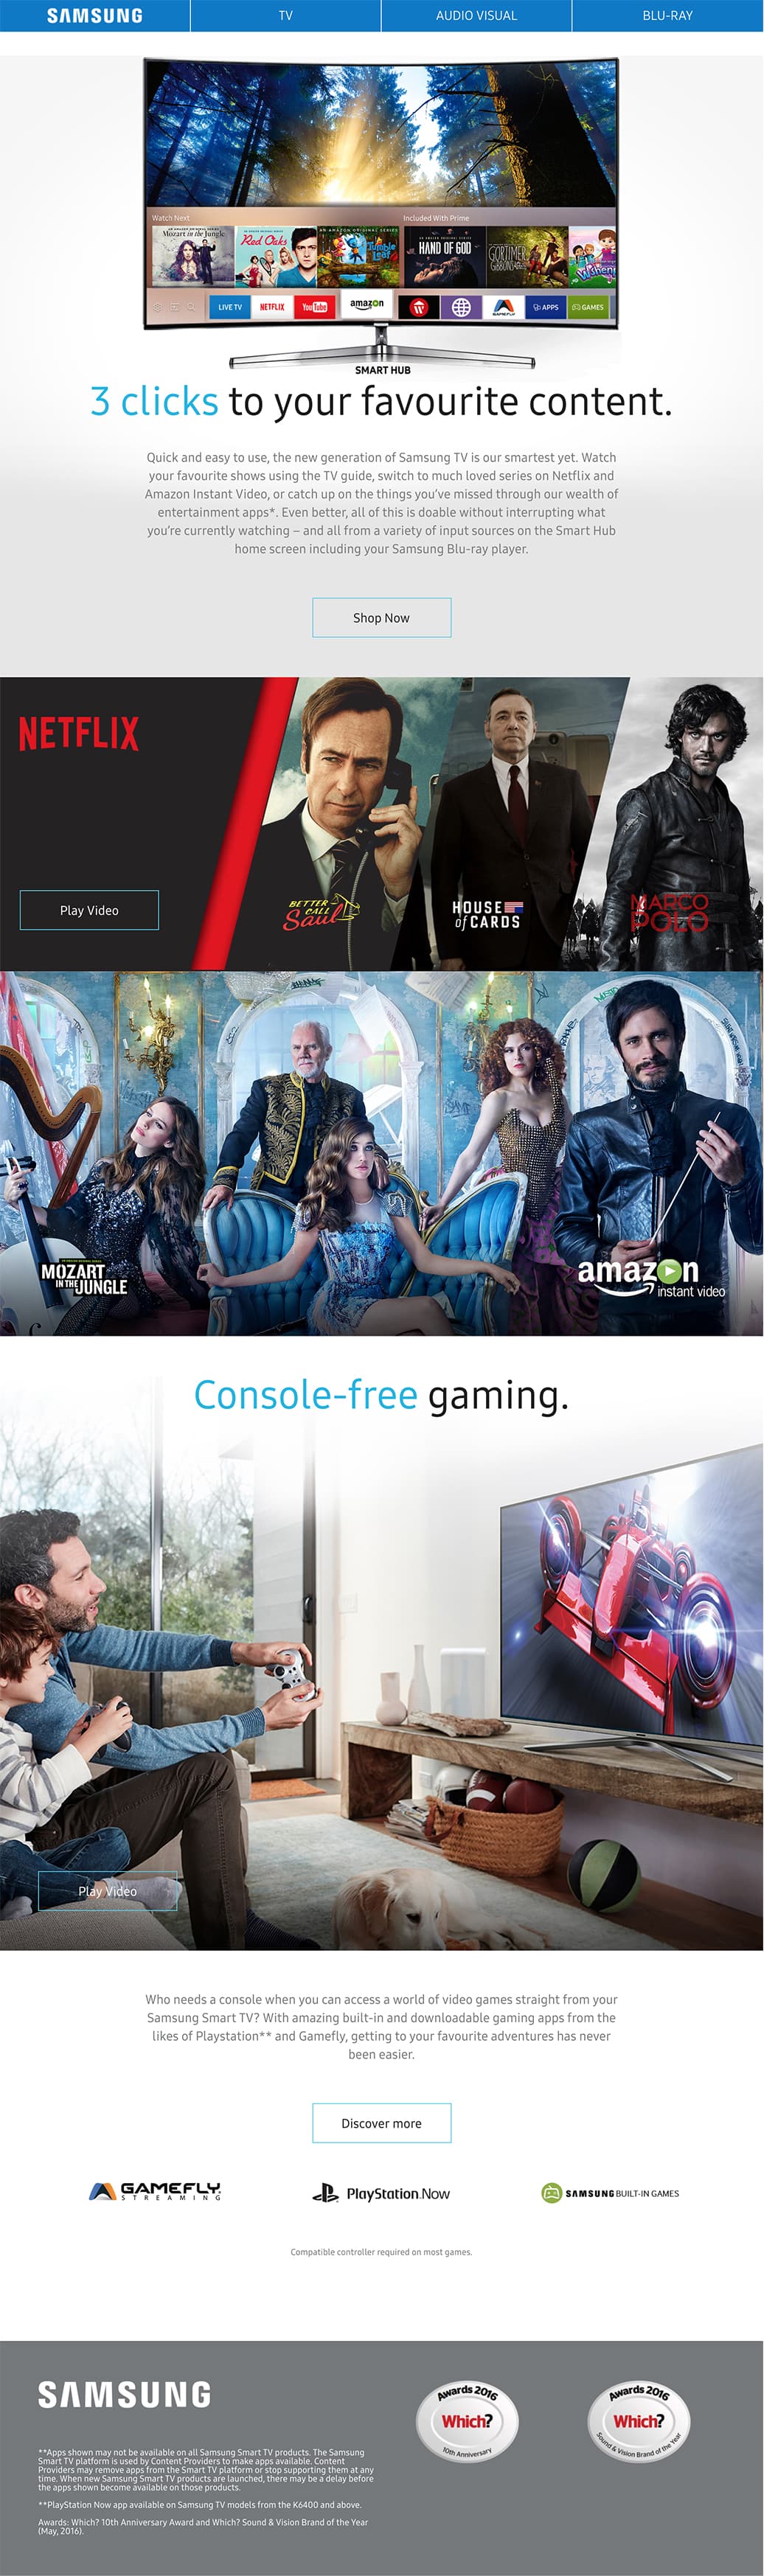 SAMSUNG
TV
AUDIO VISUAL
BLU-RAY
Watch Next
Included With Prime
AN AMAZON ORIGINAL SERIES
Mozart in the Jungle
Red Oaks
AN AMAZON ORIGINAL SERIES
Tumble Leaf
HAND OF GOD
GORTIMER GIBBON'S
LIVE TV
NETFLIX
YouTube
amazon
GAMEFLY
APPS
GAMES
SMART HUB
3 clicks to your favourite content.
Quick and easy to use, the new generation of Samsung TV is our smartest yet. Watch
your favourite shows using the TV guide, switch to much loved series on Netflix and
Amazon Instant Video, or catch up on the things you've missed through our wealth of
entertainment apps*. Even better, all of this is doable without interrupting what
you're currently watching – and all from a variety of input sources on the Smart Hub
home screen including your Samsung Blu-ray player.
Shop Now
NETFLIX
Play Video
BETTER
CALL
Saul
HOUSE
of CARDS
MARCO
POLO
MOZART
IN THE JUNGLE
amazon
instant video
Console-free gaming.
Play Video
Who needs a console when you can access a world of video games straight from your
Samsung Smart TV? With amazing built-in and downloadable gaming apps from the
likes of Playstation** and Gamefly, getting to your favourite adventures has never
been easier.
Discover more
GAMEFLY
STREAMING
PlayStation Now
SAMSUNG BUILT-IN GAMES
Compatible controller required on most games.
SAMSUNG
Awards 2016
Which?
10th Anniversary
Awards 2016
Which?
Sound & Vision Brand of the Year
**Apps shown may not be available on all Samsung Smart TV products. The Samsung
Smart TV platform is used by Content Providers to make apps available. Content
Providers may remove apps from the Smart TV platform or stop supporting them at any
time. When new Samsung Smart TV products are launched, there may be a delay before
the apps shown become available on those products.
**PlayStation Now app available on Samsung TV models from the K6400 and above.
Awards: Which? 10th Anniversary Award and Which? Sound & Vision Brand of the Year
(May, 2016).